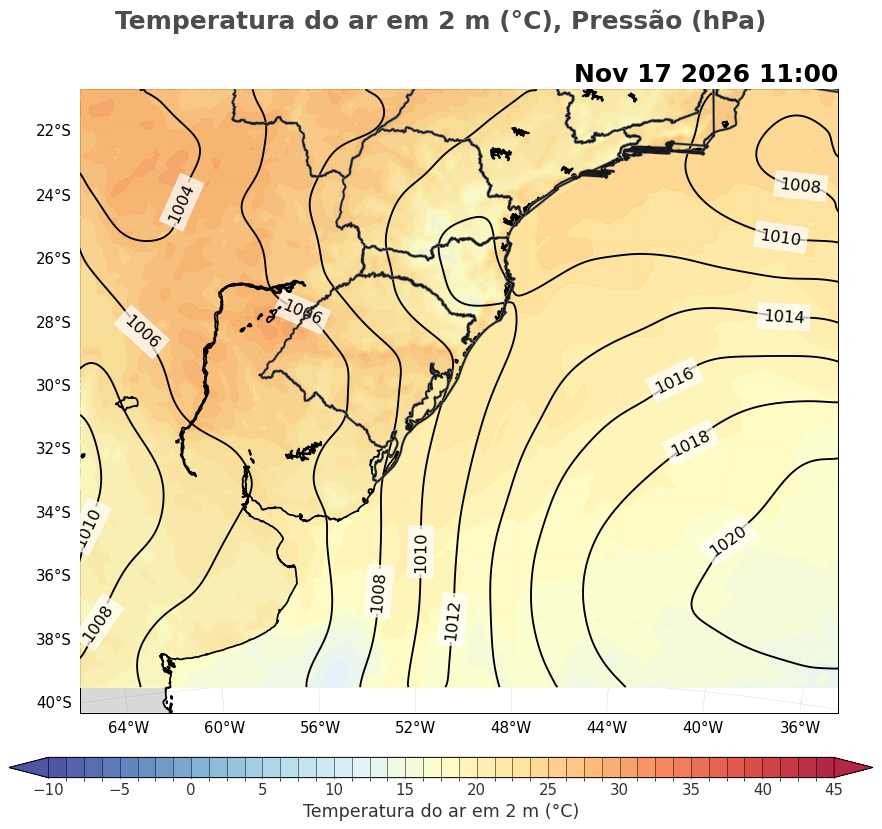 Temperatura do ar em 2 m (°C), Pressão (hPa)
Nov 17 2026 11:00
22°S
24°S
26°S
28°S
30°S
32°S
34°S
36°S
38°S
40°S
1004
1008
1010
1006
1006
1014
1016
1018
1020
1010
1010
1008
1012
1008
64°W
60°W
56°W
52°W
48°W
44°W
40°W
36°W
−10
−5
0
5
10
15
20
25
30
35
40
45
Temperatura do ar em 2 m (°C)